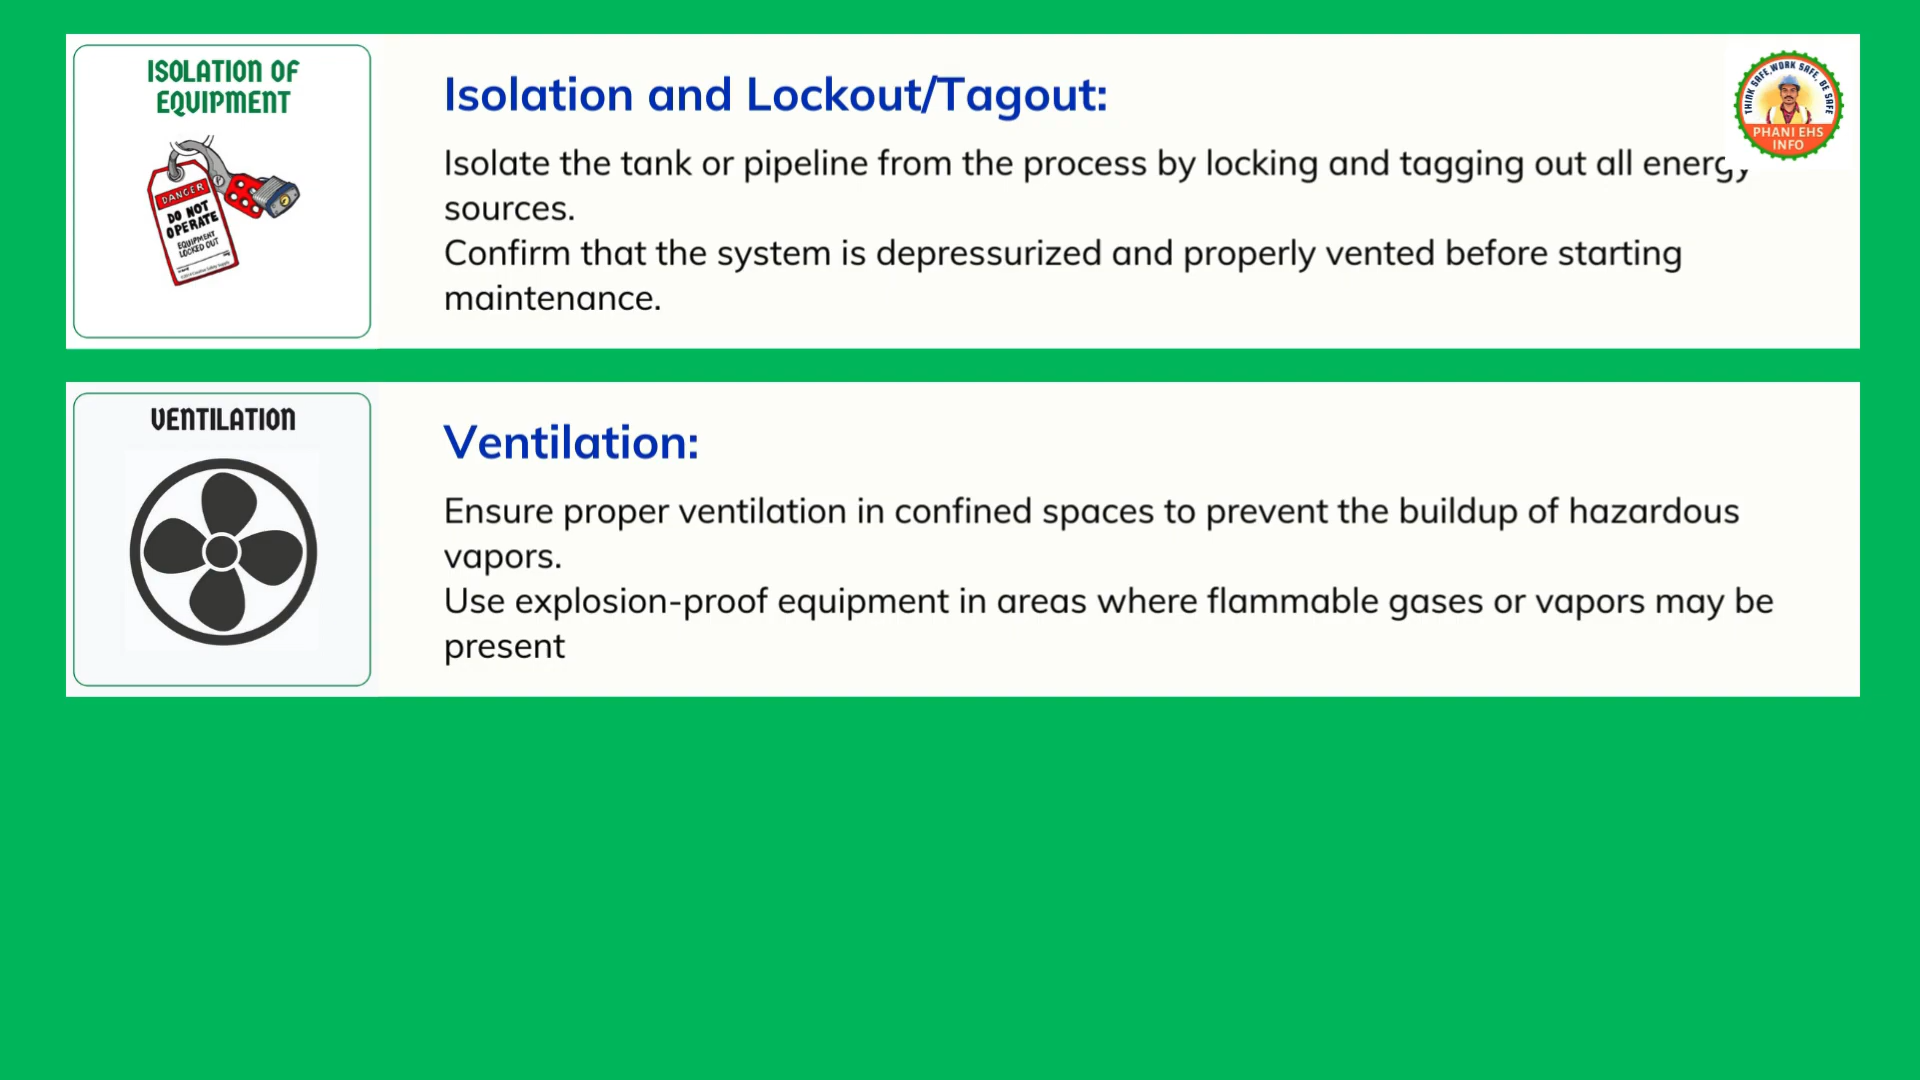 ISOLATION OF
EQUIPMENT
DANGER
DO NOT
OPERATE
EQUIPMENT
LOCKED OUT
Isolation and Lockout/Tagout:
Isolate the tank or pipeline from the process by locking and tagging out all energy
sources.
Confirm that the system is depressurized and properly vented before starting
maintenance.
THINK SAFE, WORK SAFE, BE SAFE
PHANI EHS
INFO
VENTILATION
Ventilation:
Ensure proper ventilation in confined spaces to prevent the buildup of hazardous
vapors.
Use explosion-proof equipment in areas where flammable gases or vapors may be
present